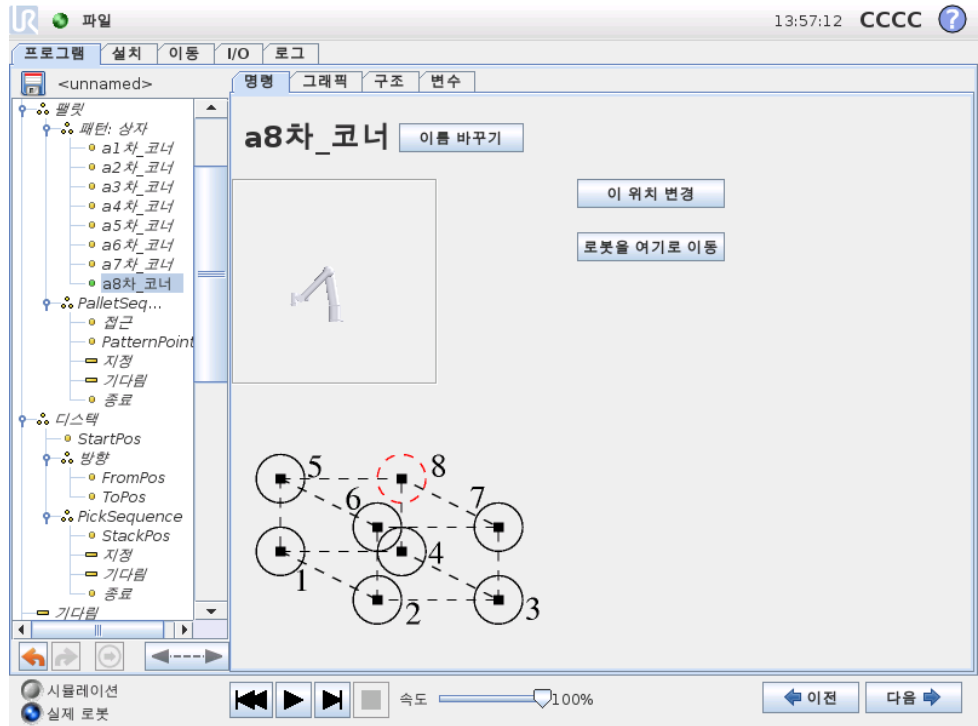 UR 파일 13:57:12 CCCC ?
프로그램 설치 이동 I/O 로그
<unnamed>
명령 그래픽 구조 변수
팰릿
패턴: 상자
a1차_코너
a2차_코너
a3차_코너
a4차_코너
a5차_코너
a6차_코너
a7차_코너
a8차_코너
PalletSeq...
접근
PatternPoint
지정
기다림
종료
디스택
StartPos
방향
FromPos
ToPos
PickSequence
StackPos
지정
기다림
종료
기다림
a8차_코너 이름 바꾸기
이 위치 변경
로봇을 여기로 이동
5 8
6 7
1 4
2 3
시뮬레이션
실제 로봇
속도 100%
이전 다음